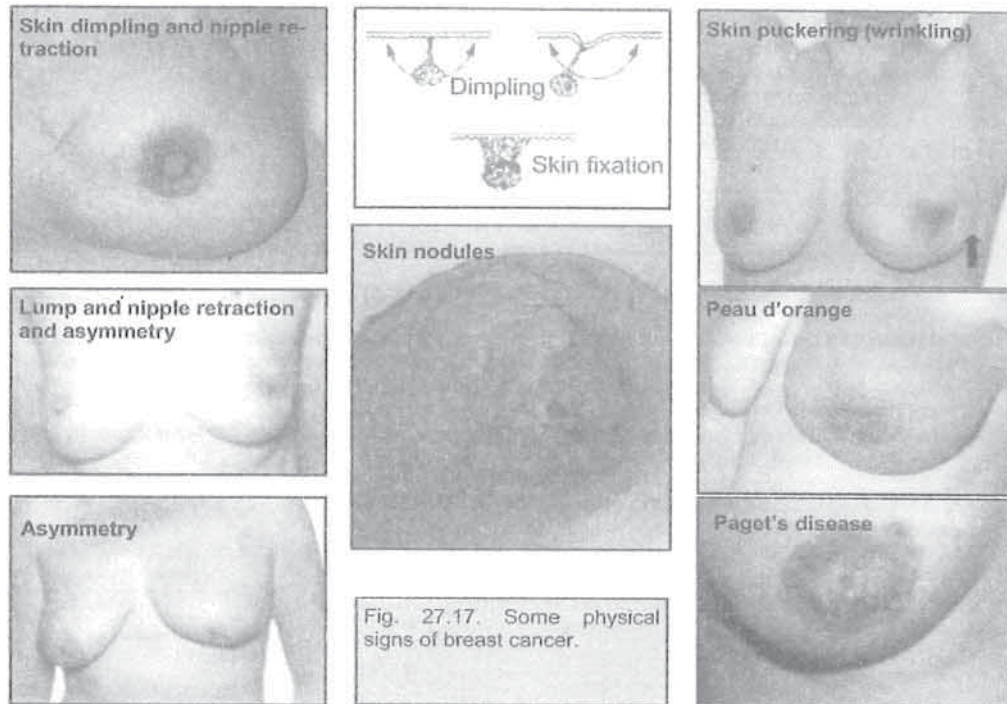 Skin dimpling and nipple re-
traction
Dimpling
Skin fixation
Skin puckering (wrinkling)
Skin nodules
Lump and nipple retraction
and asymmetry
Peau d'orange
Asymmetry
Paget's disease
Fig. 27.17. Some physical
signs of breast cancer.